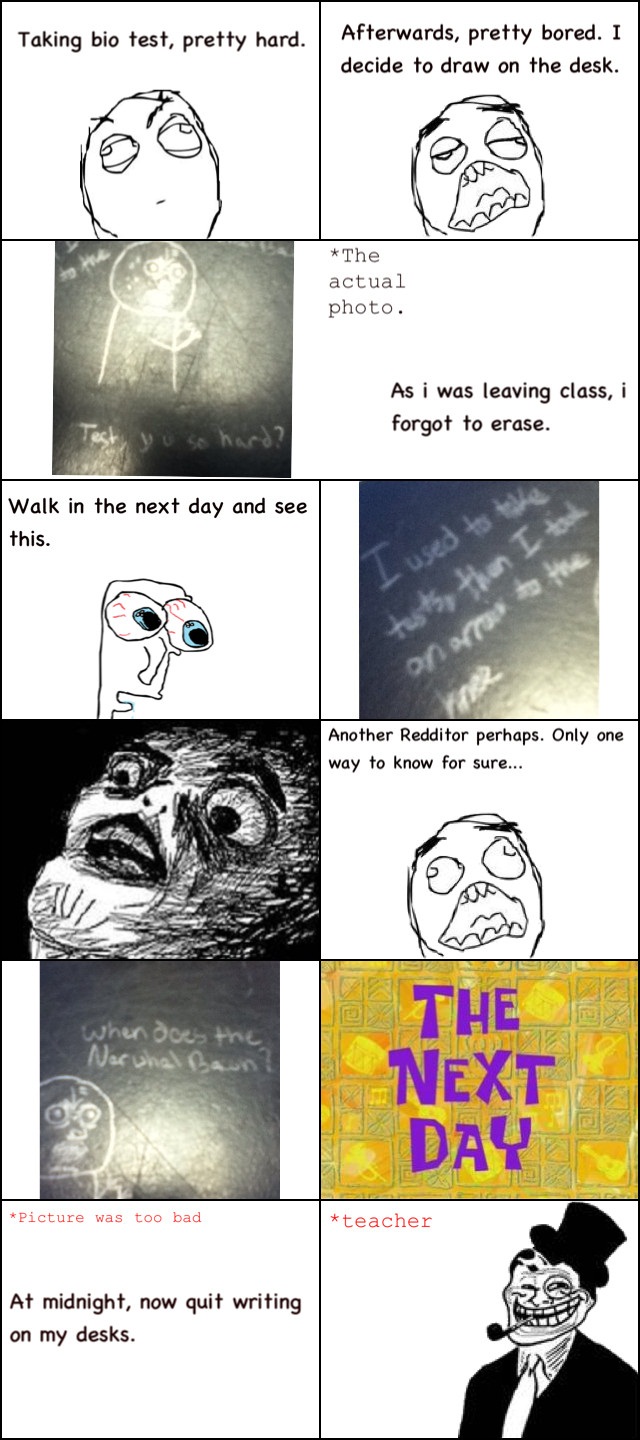 Taking bio test, pretty hard.
Afterwards, pretty bored. I
decide to draw on the desk.
to the
Test, y u so hard?
*The
actual
photo.
As i was leaving class, i
forgot to erase.
Walk in the next day and see
this.
I used to take
tests, then I took
an arrow to the
knee
Another Redditor perhaps. Only one
way to know for sure...
When does the
Narwhal Bacon?
THE
NEXT
DAY
*Picture was too bad
At midnight, now quit writing
on my desks.
*teacher